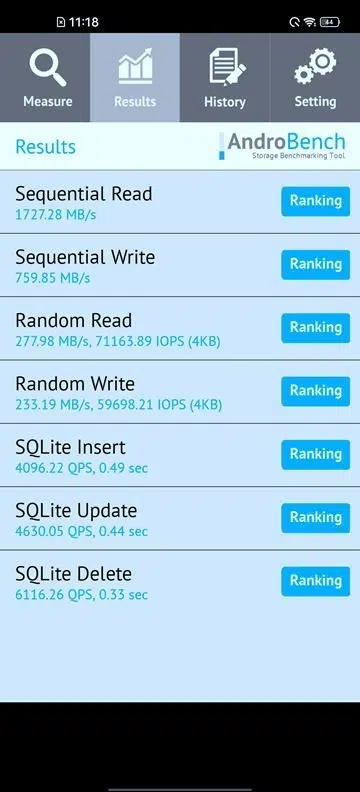 11:18
44
Measure
Results
History
Setting
Results
AndroBench
Storage Benchmarking Tool
Sequential Read
1727.28 MB/s
Ranking
Sequential Write
759.85 MB/s
Ranking
Random Read
277.98 MB/s, 71163.89 IOPS (4KB)
Ranking
Random Write
233.19 MB/s, 59698.21 IOPS (4KB)
Ranking
SQLite Insert
4096.22 QPS, 0.49 sec
Ranking
SQLite Update
4630.05 QPS, 0.44 sec
Ranking
SQLite Delete
6116.26 QPS, 0.33 sec
Ranking